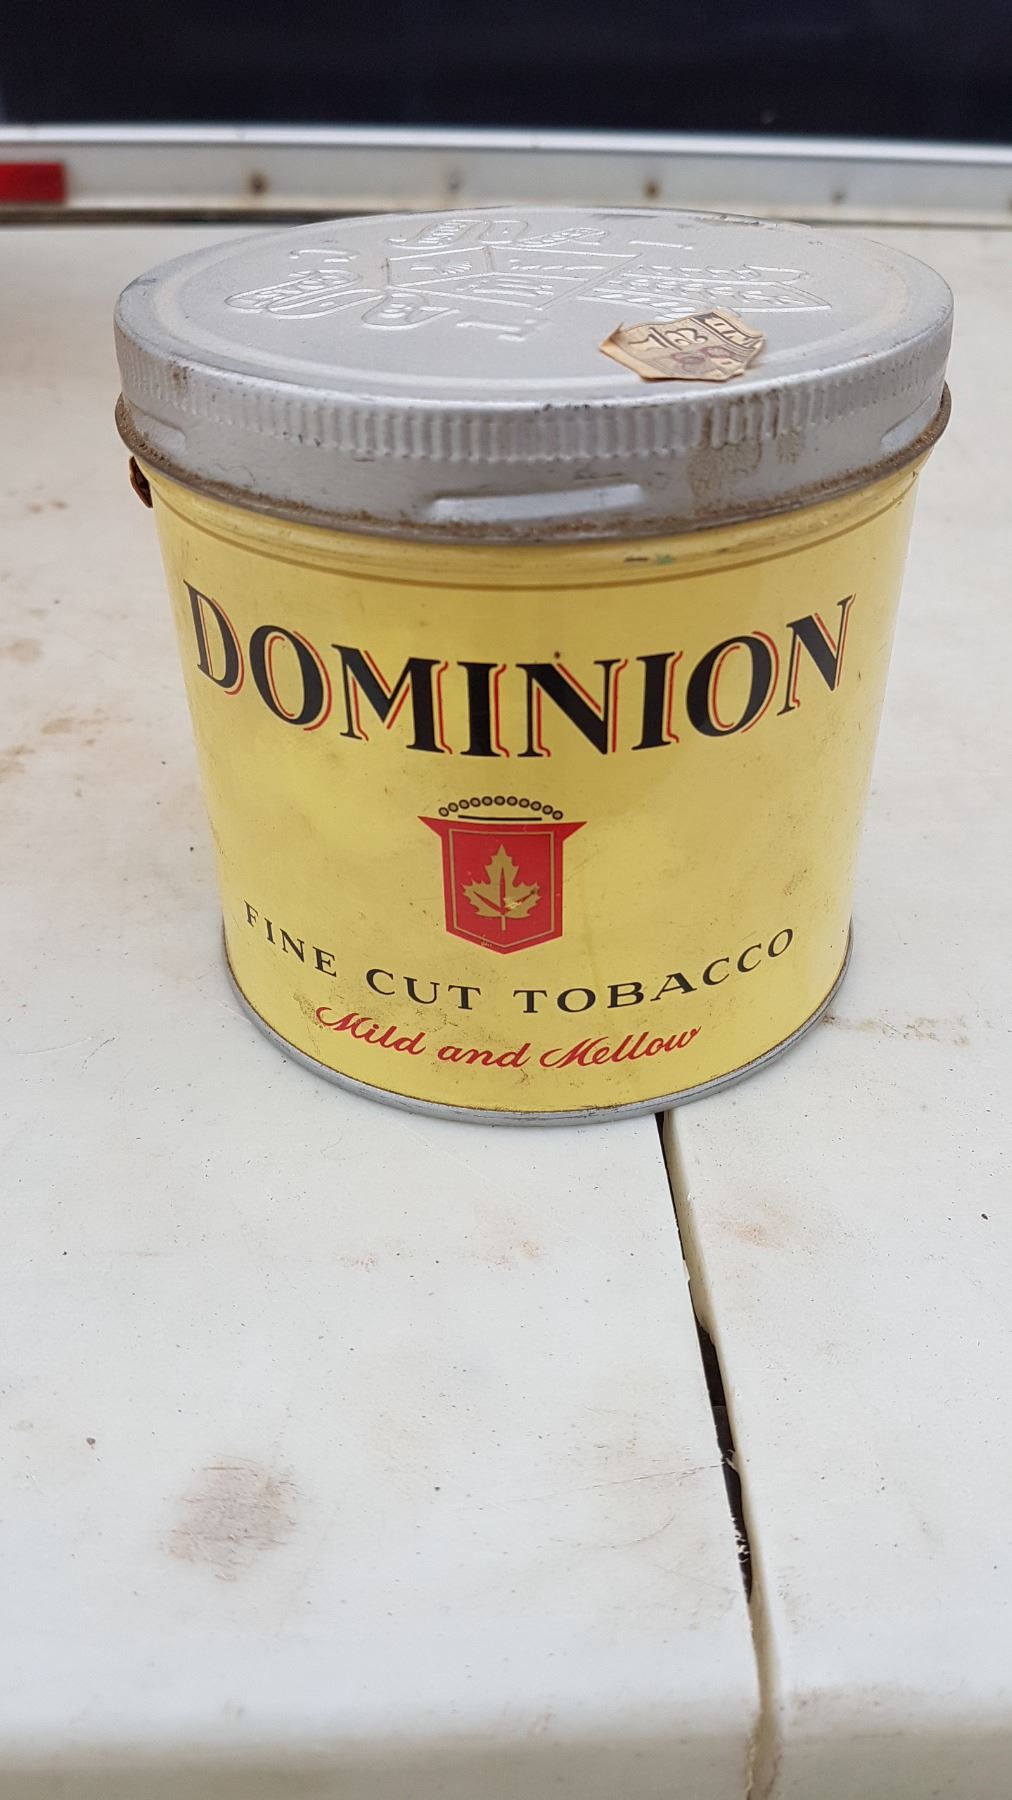 DOMINION
FINE CUT TOBACCO
Mild and Mellow